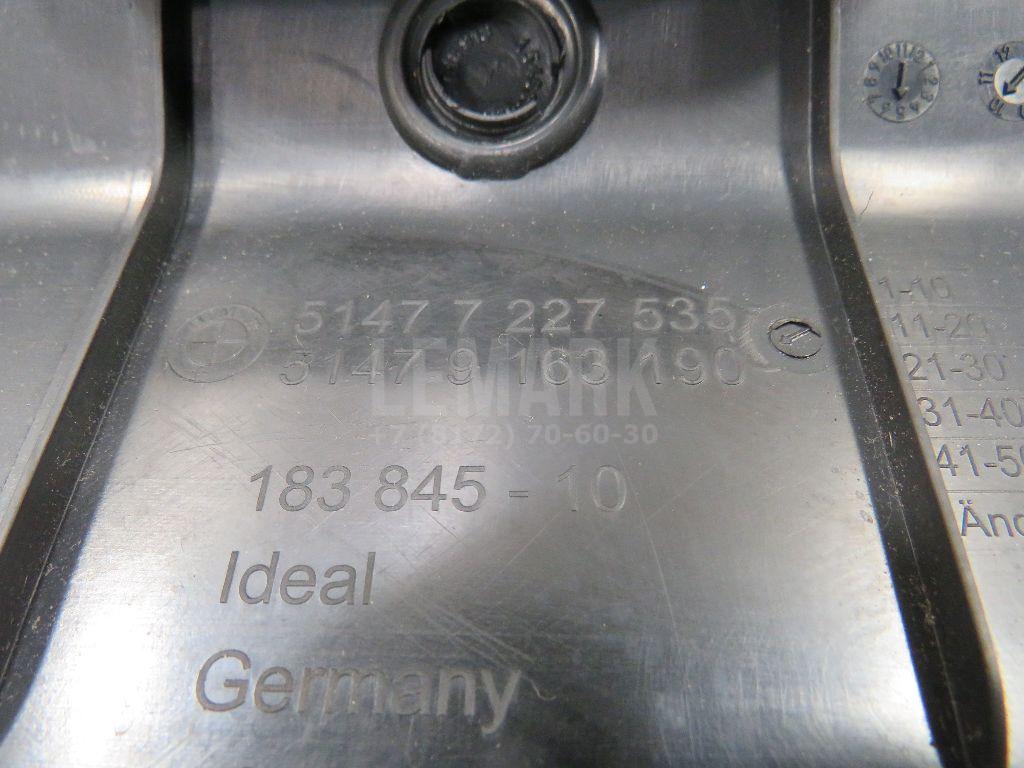 5147 7 227 535
5147 9 163 190
LEMARK
+7 (8172) 70-60-30
183 845 - 10
Ideal
Germany
1-10
11-20
21-30
31-40
41-50